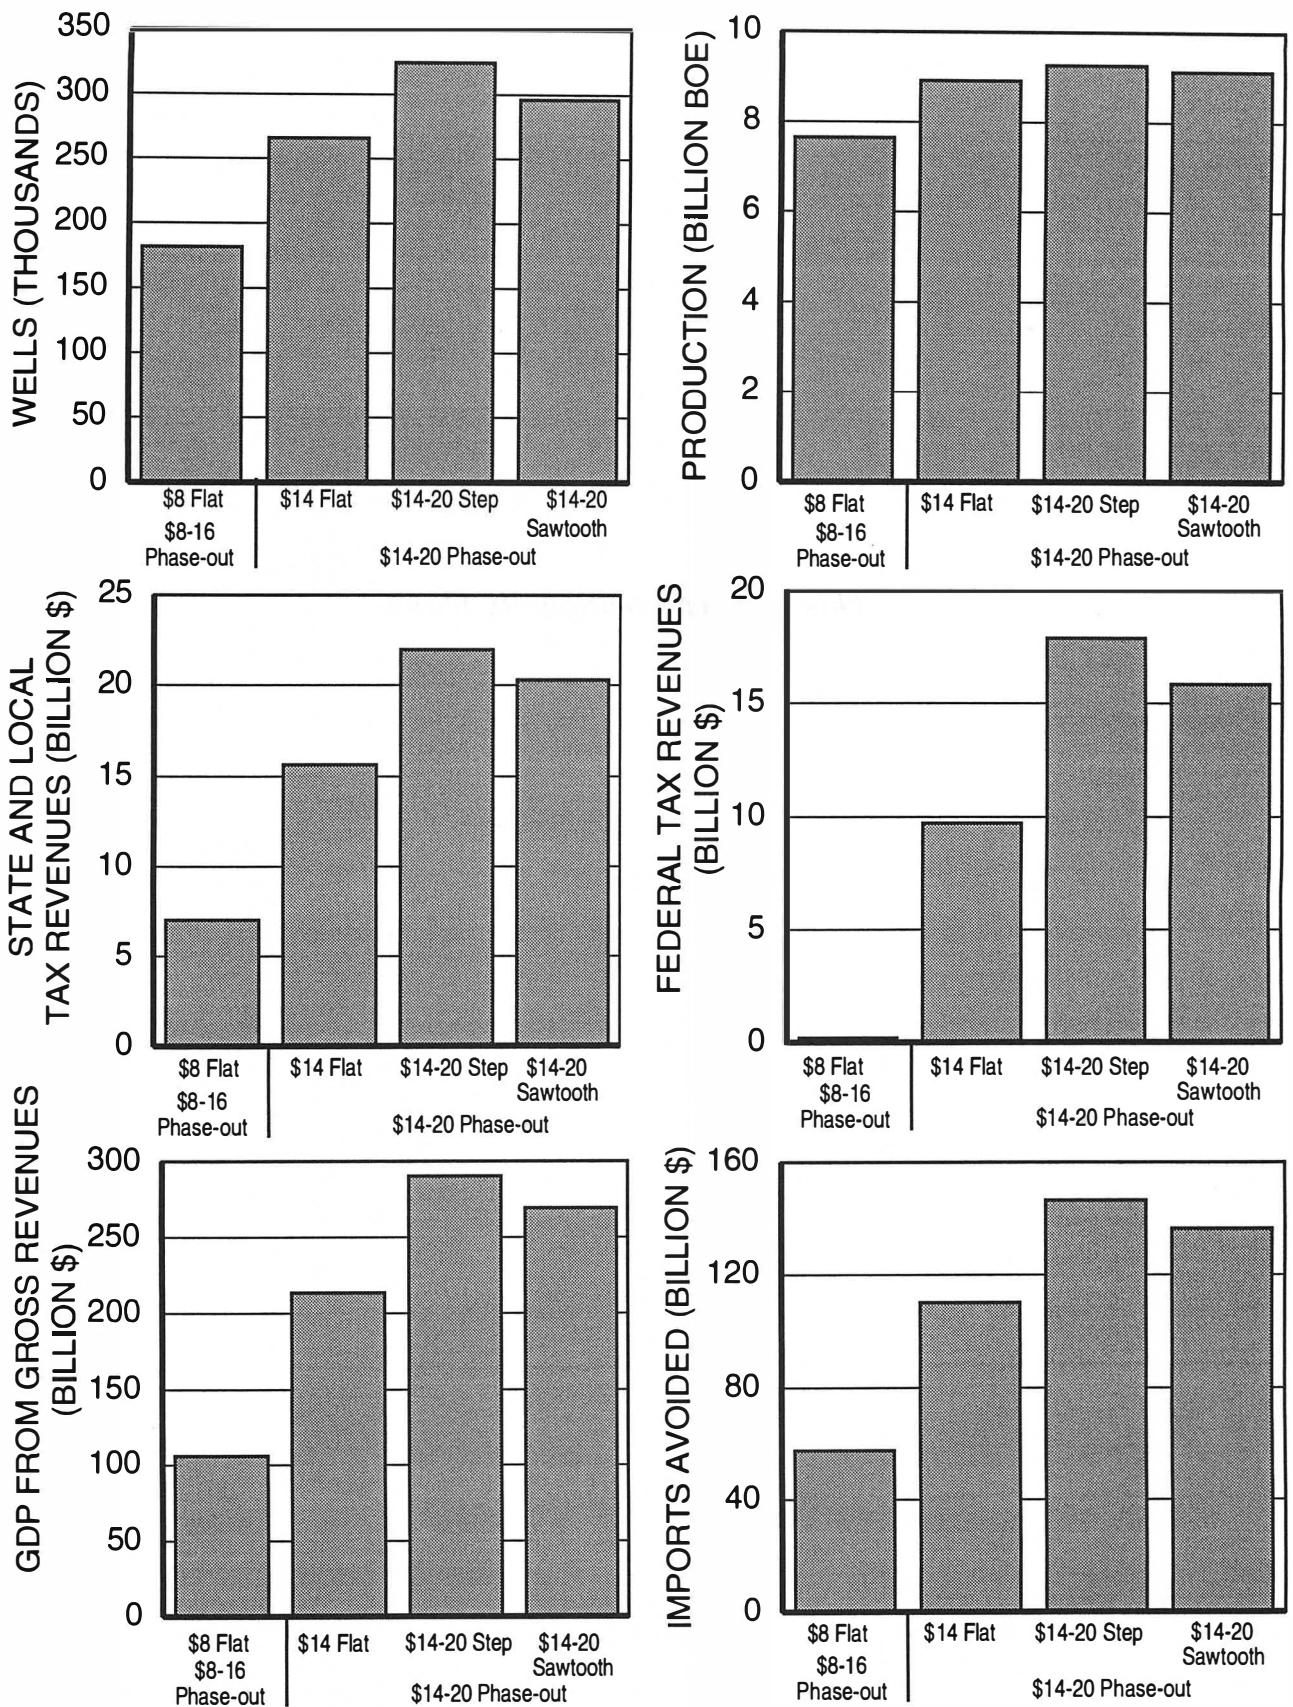 WELLS (THOUSANDS)
350
300
250
200
150
100
50
0
$8 Flat
$14 Flat
$14-20 Step
$14-20
Sawtooth
$8-16
Phase-out
$14-20 Phase-out
PRODUCTION (BILLION BOE)
10
8
6
4
2
0
$8 Flat
$14 Flat
$14-20 Step
$14-20
Sawtooth
$8-16
Phase-out
$14-20 Phase-out
STATE AND LOCAL
TAX REVENUES (BILLION $)
25
20
15
10
5
0
$8 Flat
$14 Flat
$14-20 Step
$14-20
Sawtooth
$8-16
Phase-out
$14-20 Phase-out
FEDERAL TAX REVENUES
(BILLION $)
20
15
10
5
0
$8 Flat
$14 Flat
$14-20 Step
$14-20
Sawtooth
$8-16
Phase-out
$14-20 Phase-out
GDP FROM GROSS REVENUES
(BILLION $)
300
250
200
150
100
50
0
$8 Flat
$14 Flat
$14-20 Step
$14-20
Sawtooth
$8-16
Phase-out
$14-20 Phase-out
IMPORTS AVOIDED (BILLION $)
160
120
80
40
0
$8 Flat
$14 Flat
$14-20 Step
$14-20
Sawtooth
$8-16
Phase-out
$14-20 Phase-out